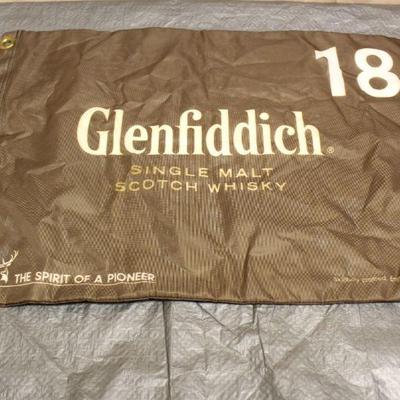 18
Glenfiddich®
SINGLE MALT
SCOTCH WHISKY
THE SPIRIT OF A PIONEER